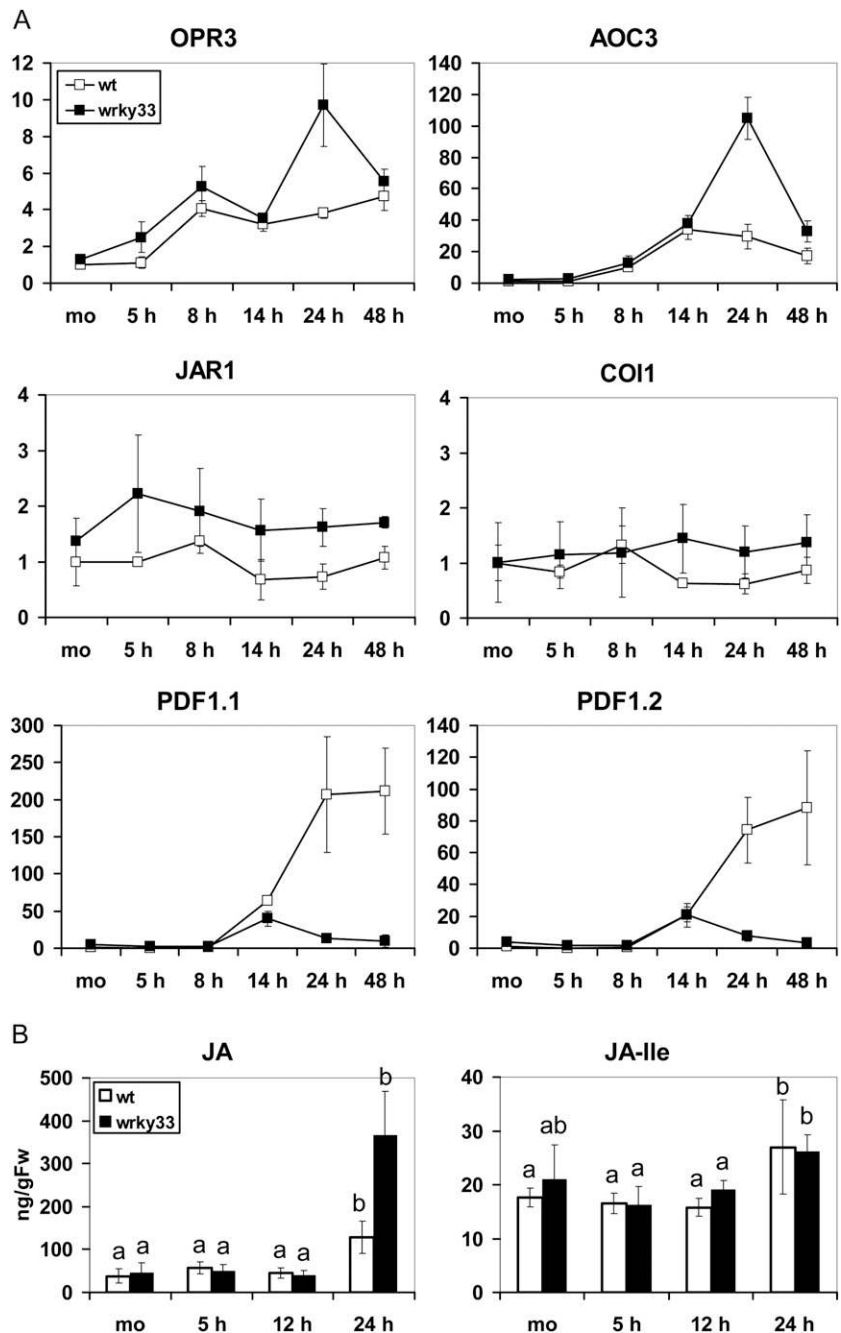 A
OPR3
12
10
8
6
4
2
0
wt
wrky33
mo 5 h 8 h 14 h 24 h 48 h
AOC3
140
120
100
80
60
40
20
0
mo 5 h 8 h 14 h 24 h 48 h
JAR1
4
3
2
1
0
mo 5 h 8 h 14 h 24 h 48 h
COI1
4
3
2
1
0
mo 5 h 8 h 14 h 24 h 48 h
PDF1.1
300
250
200
150
100
50
0
mo 5 h 8 h 14 h 24 h 48 h
PDF1.2
140
120
100
80
60
40
20
0
mo 5 h 8 h 14 h 24 h 48 h
B
JA
ng/gFw
500
400
300
200
100
0
wt
wrky33
a a a a a a b b
mo 5 h 12 h 24 h
JA-Ile
40
30
20
10
0
a ab a a a a b b
mo 5 h 12 h 24 h